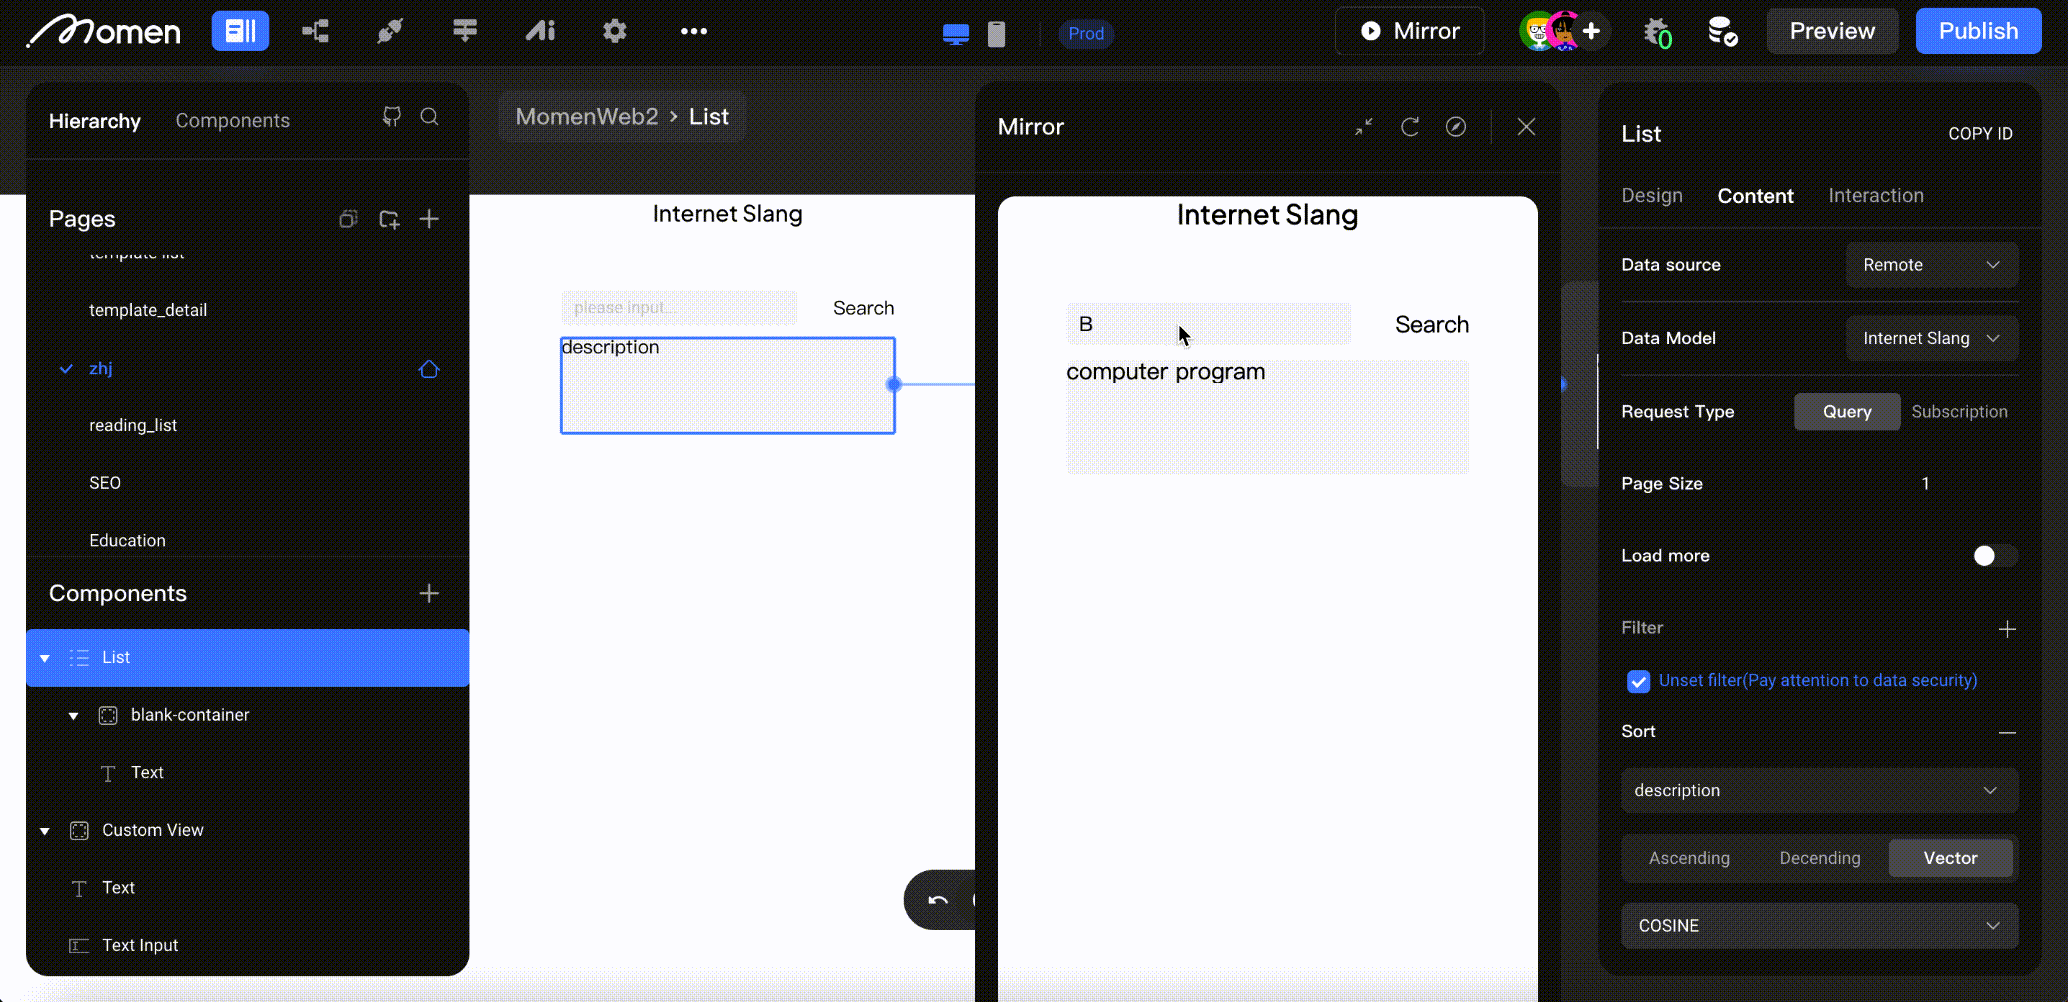 Momen
Ai
Prod
Mirror
0
Preview
Publish
Hierarchy
Components
Pages
template list
template_detail
zhj
reading_list
SEO
Education
Components
List
blank-container
Text
Custom View
Text
Text Input
MomenWeb2 > List
Internet Slang
please input...
Search
description
Mirror
Internet Slang
B
Search
computer program
List
COPY ID
Design
Content
Interaction
Data source
Remote
Data Model
Internet Slang
Request Type
Query
Subscription
Page Size
1
Load more
Filter
Unset filter(Pay attention to data security)
Sort
description
Ascending
Decending
Vector
COSINE